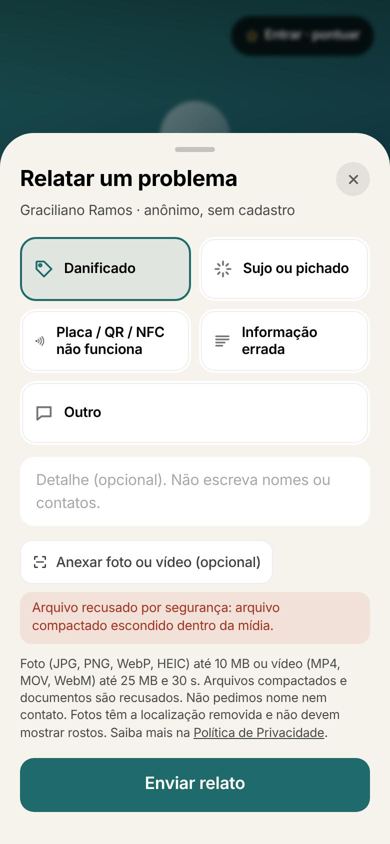 Entrar · pontuar
Relatar um problema
Graciliano Ramos · anônimo, sem cadastro
Danificado
Sujo ou pichado
Placa / QR / NFC
não funciona
Informação
errada
Outro
Detalhe (opcional). Não escreva nomes ou
contatos.
Anexar foto ou vídeo (opcional)
Arquivo recusado por segurança: arquivo
compactado escondido dentro da mídia.
Foto (JPG, PNG, WebP, HEIC) até 10 MB ou vídeo (MP4,
MOV, WebM) até 25 MB e 30 s. Arquivos compactados e
documentos são recusados. Não pedimos nome nem
contato. Fotos têm a localização removida e não devem
mostrar rostos. Saiba mais na Política de Privacidade.
Enviar relato